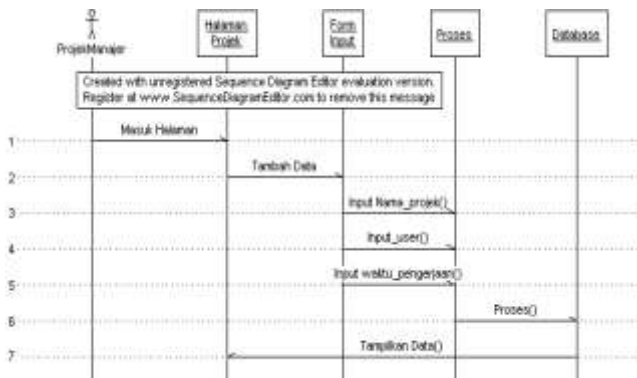 ProjekManajer
Halaman
Projek
Form
Input
Proses
Database
Created with unregistered Sequence Diagram Editor evaluation version.
Register at www.SequenceDiagramEditor.com to remove this message
1
Masuk Halaman
2
Tambah Data
3
Input Nama_projek()
4
Input_user()
5
Input waktu_pengerjaan()
6
Proses()
7
Tampilkan Data()